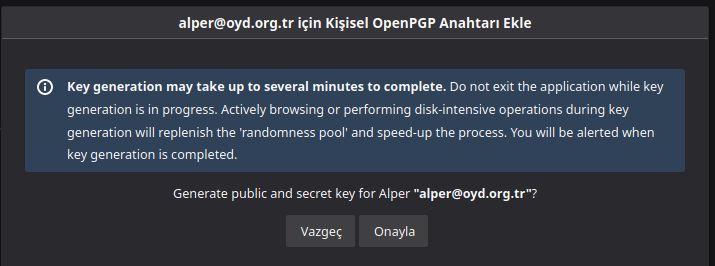 alper@oyd.org.tr için Kişisel OpenPGP Anahtarı Ekle
Key generation may take up to several minutes to complete. Do not exit the application while key
generation is in progress. Actively browsing or performing disk-intensive operations during key
generation will replenish the 'randomness pool' and speed-up the process. You will be alerted when
key generation is completed.
Generate public and secret key for Alper "alper@oyd.org.tr"?
Vazgeç Onayla